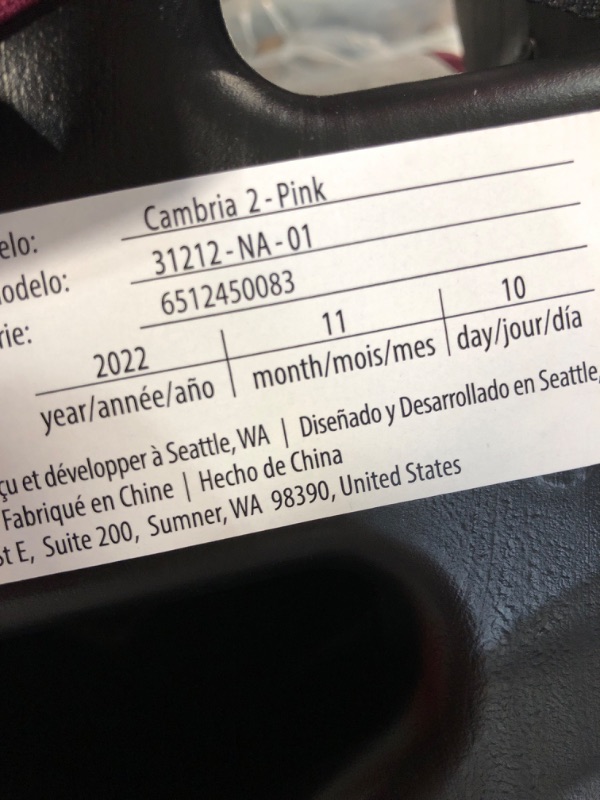 elo: Cambria 2 - Pink
odelo: 31212 - NA - 01
rie: 6512450083
2022 11 10
year/année/año month/mois/mes day/jour/día
çu et développer à Seattle, WA | Diseñado y Desarrollado en Seattle,
Fabriqué en Chine | Hecho de China
st E, Suite 200, Sumner, WA 98390, United States